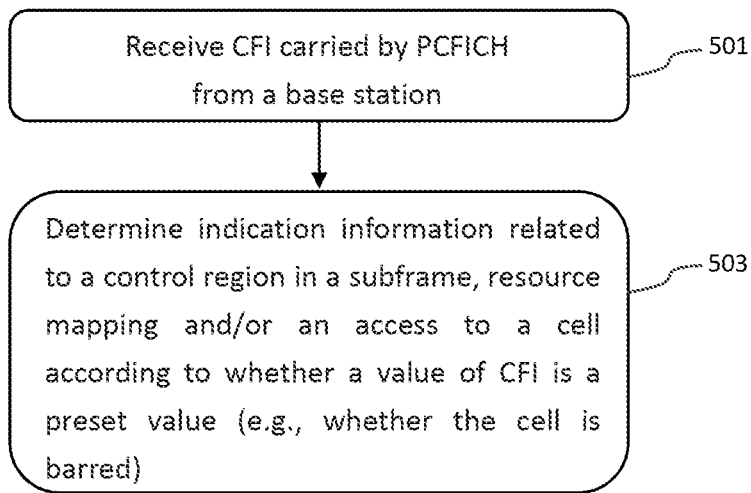 Receive CFI carried by PCFICH
from a base station
501
Determine indication information related
to a control region in a subframe, resource
mapping and/or an access to a cell
according to whether a value of CFI is a
preset value (e.g., whether the cell is
barred)
503